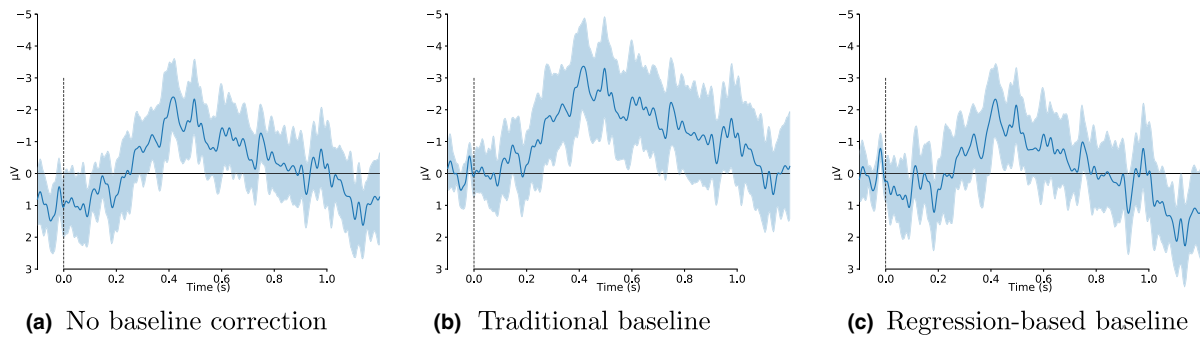 −5
−4
−3
−2
−1
0
1
2
3
µV
0.0 0.2 0.4 0.6 0.8 1.0
Time (s)
(a) No baseline correction
−5
−4
−3
−2
−1
0
1
2
3
µV
0.0 0.2 0.4 0.6 0.8 1.0
Time (s)
(b) Traditional baseline
−5
−4
−3
−2
−1
0
1
2
3
µV
0.0 0.2 0.4 0.6 0.8 1.0
Time (s)
(c) Regression-based baseline